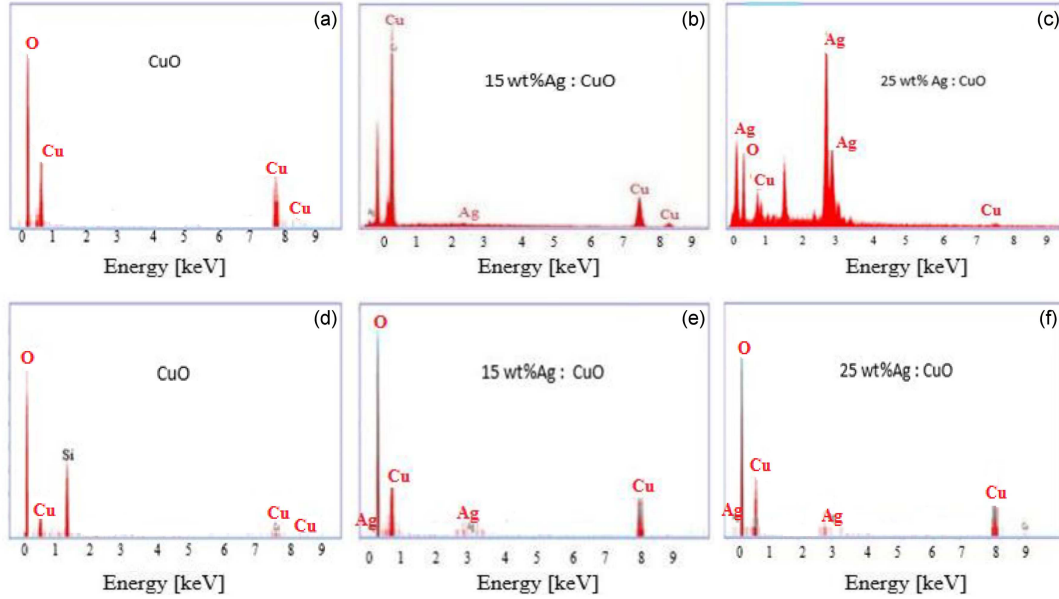 (a)
O
CuO
Cu
Cu
Cu
0 1 2 3 4 5 6 7 8 9
Energy [keV]
(b)
Cu
15 wt%Ag : CuO
Ag
Cu
Cu
0 1 2 3 4 5 6 7 8 9
Energy [keV]
(c)
Ag
25 wt% Ag : CuO
Ag
O
Ag
Cu
Cu
0 1 2 3 4 5 6 7 8 9
Energy [keV]
(d)
O
CuO
Si
Cu
Cu
Cu
0 1 2 3 4 5 6 7 8 9
Energy [keV]
(e)
O
15 wt%Ag : CuO
Cu
Cu
Ag
Ag
0 1 2 3 4 5 6 7 8 9
Energy [keV]
(f)
O
25 wt%Ag : CuO
Cu
Cu
Ag
Ag
0 1 2 3 4 5 6 7 8 9
Energy [keV]